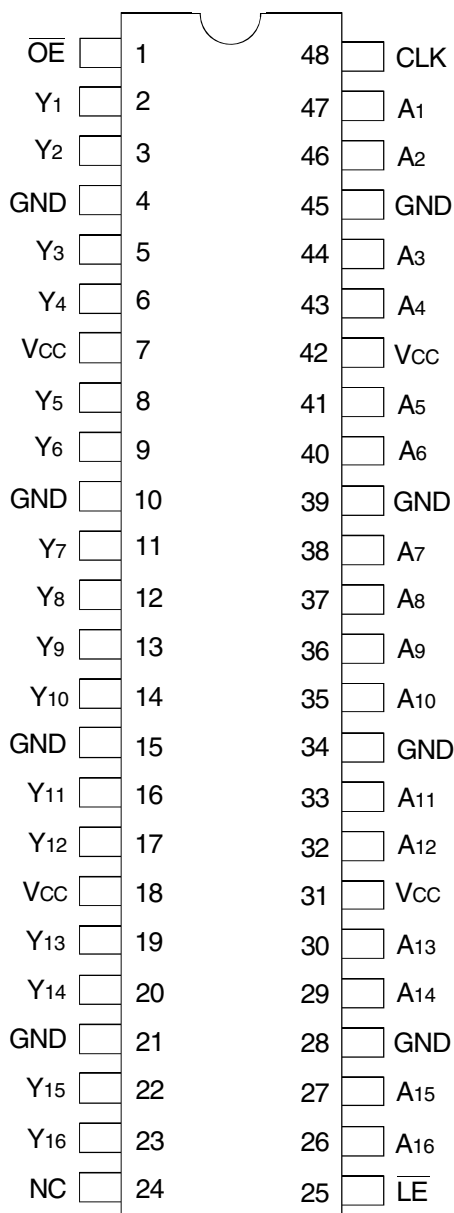 OE 1 48 CLK
Y1 2 47 A1
Y2 3 46 A2
GND 4 45 GND
Y3 5 44 A3
Y4 6 43 A4
VCC 7 42 VCC
Y5 8 41 A5
Y6 9 40 A6
GND 10 39 GND
Y7 11 38 A7
Y8 12 37 A8
Y9 13 36 A9
Y10 14 35 A10
GND 15 34 GND
Y11 16 33 A11
Y12 17 32 A12
VCC 18 31 VCC
Y13 19 30 A13
Y14 20 29 A14
GND 21 28 GND
Y15 22 27 A15
Y16 23 26 A16
NC 24 25 LE